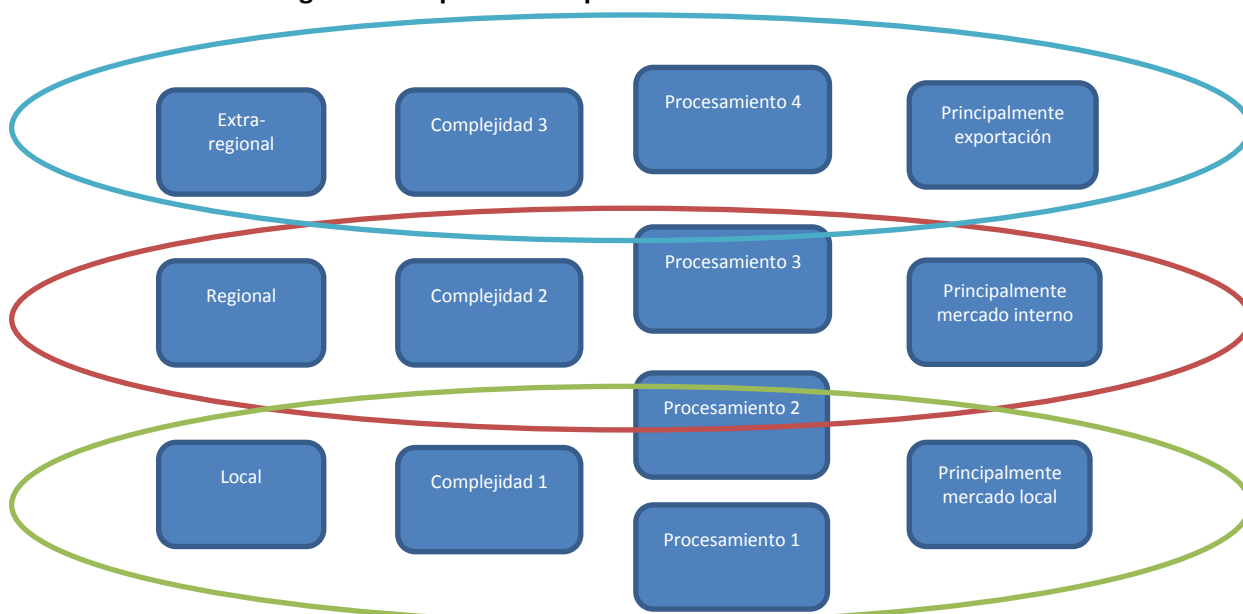 Extra-
regional
Complejidad 3
Procesamiento 4
Principalmente
exportación
Regional
Complejidad 2
Procesamiento 3
Principalmente
mercado interno
Local
Complejidad 1
Procesamiento 2
Procesamiento 1
Principalmente
mercado local